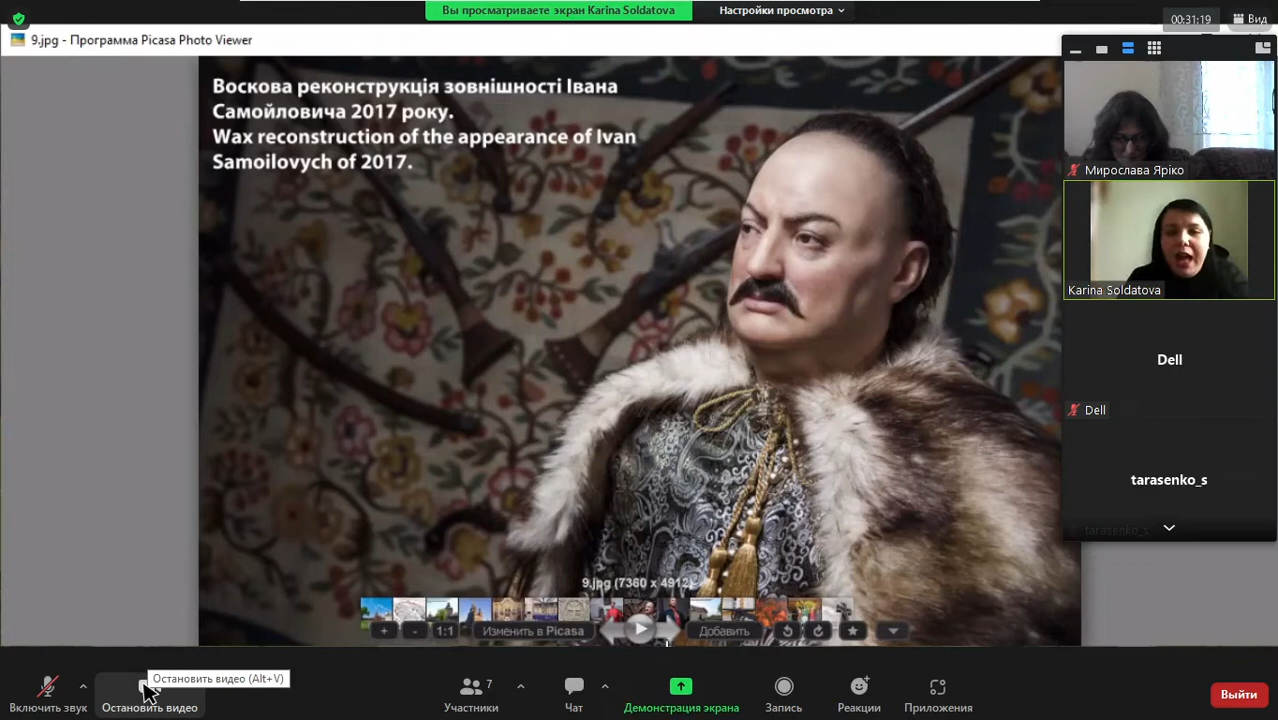 Вы просматриваете экран Karina Soldatova
Настройки просмотра
00:31:19
Вид
9.jpg - Программа Picasa Photo Viewer
Воскова реконструкція зовнішності Івана
Самойловича 2017 року.
Wax reconstruction of the appearance of Ivan
Samoilovych of 2017.
Мирослава Яріко
Karina Soldatova
Dell
Dell
tarasenko_s
tarasenko_s
9.jpg (7360 x 4912)
+
-
1:1
Изменить в Picasa
Добавить
Остановить видео (Alt+V)
Включить звук
Остановить видео
7
Участники
Чат
Демонстрация экрана
Запись
Реакции
Приложения
Выйти